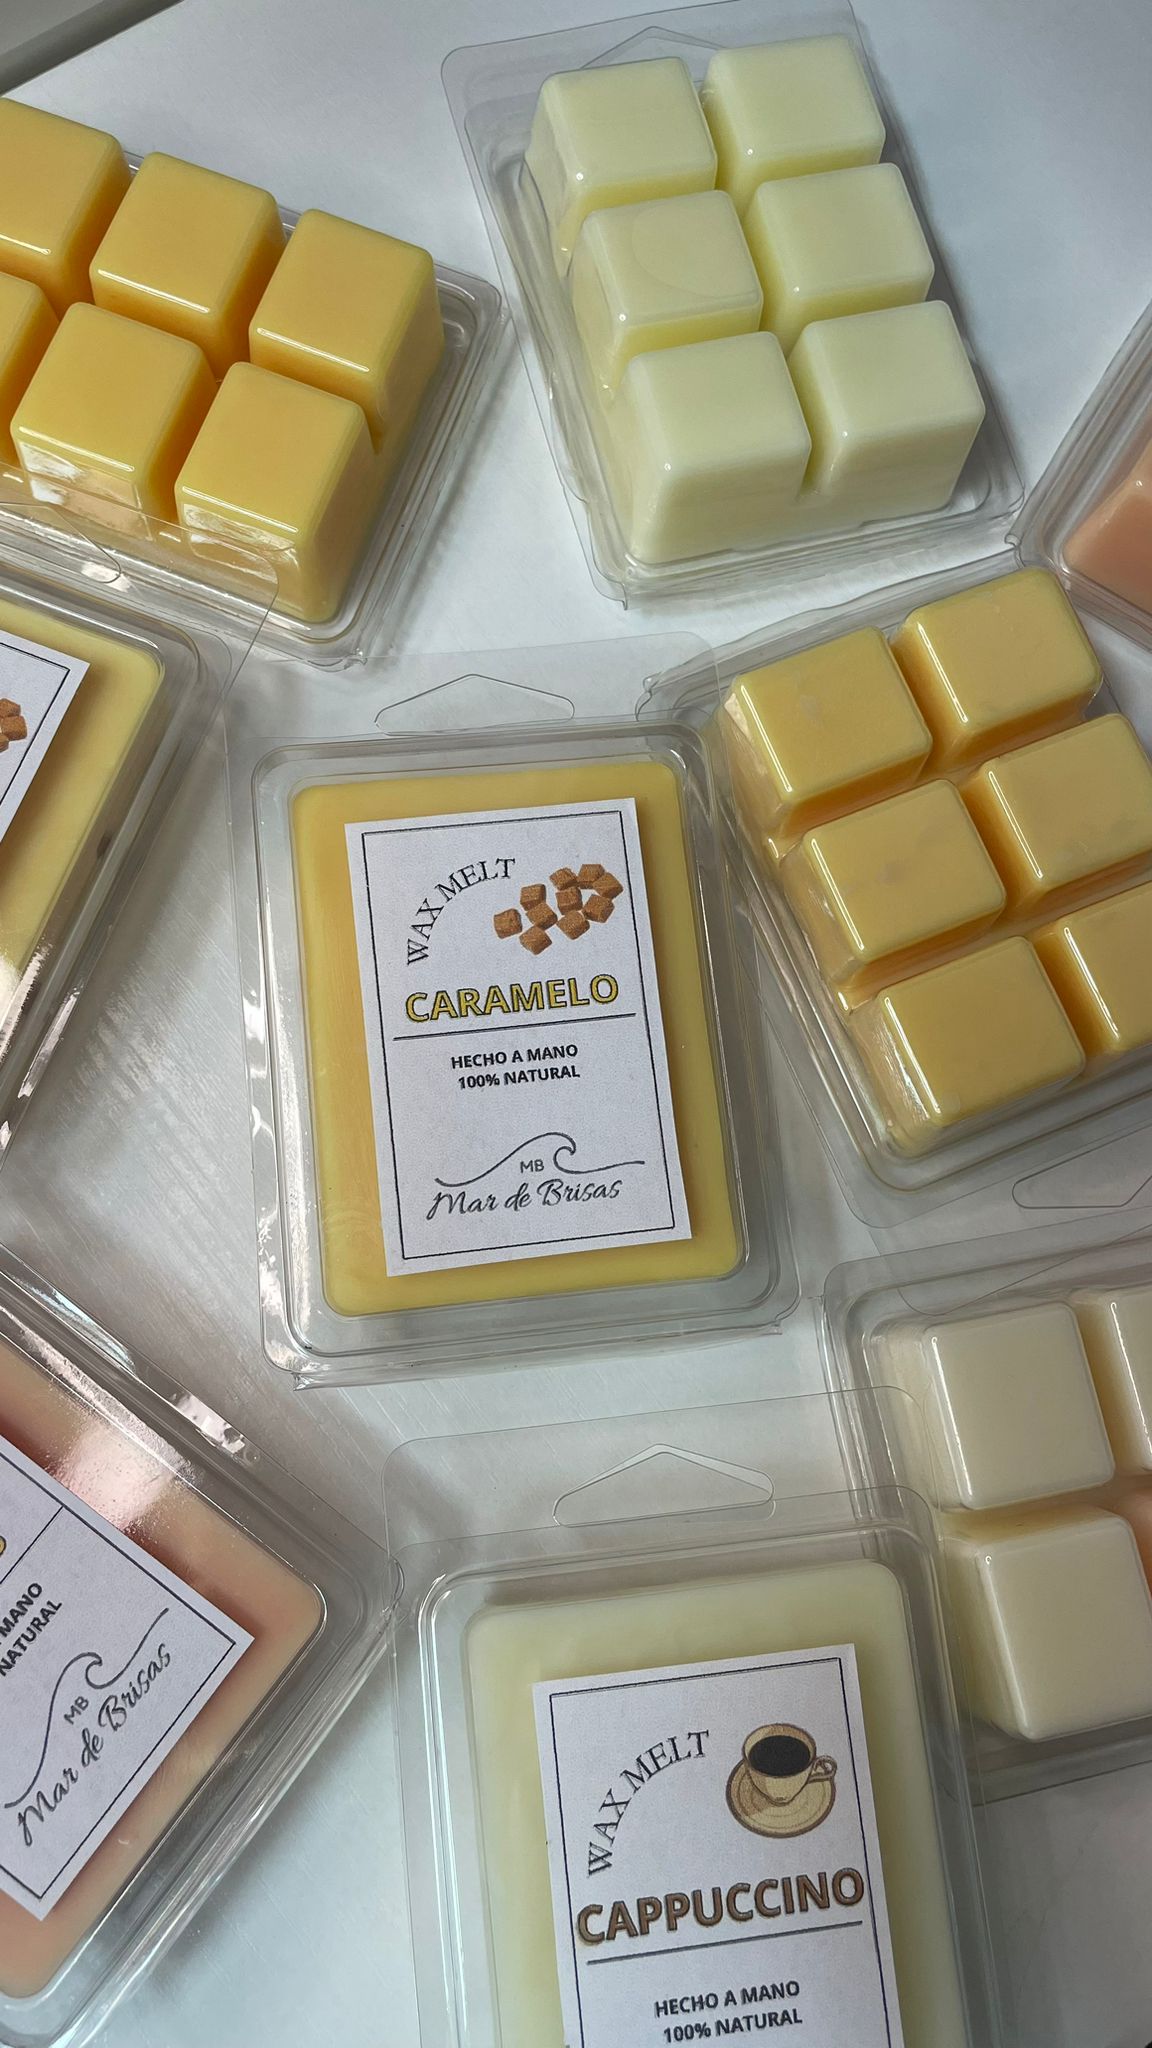 WAX MELT
CARAMELO
HECHO A MANO
100% NATURAL
MB
Mar de Brisas
MANO
NATURAL
MB
Mar de Brisas
WAX MELT
CAPPUCCINO
HECHO A MANO
100% NATURAL